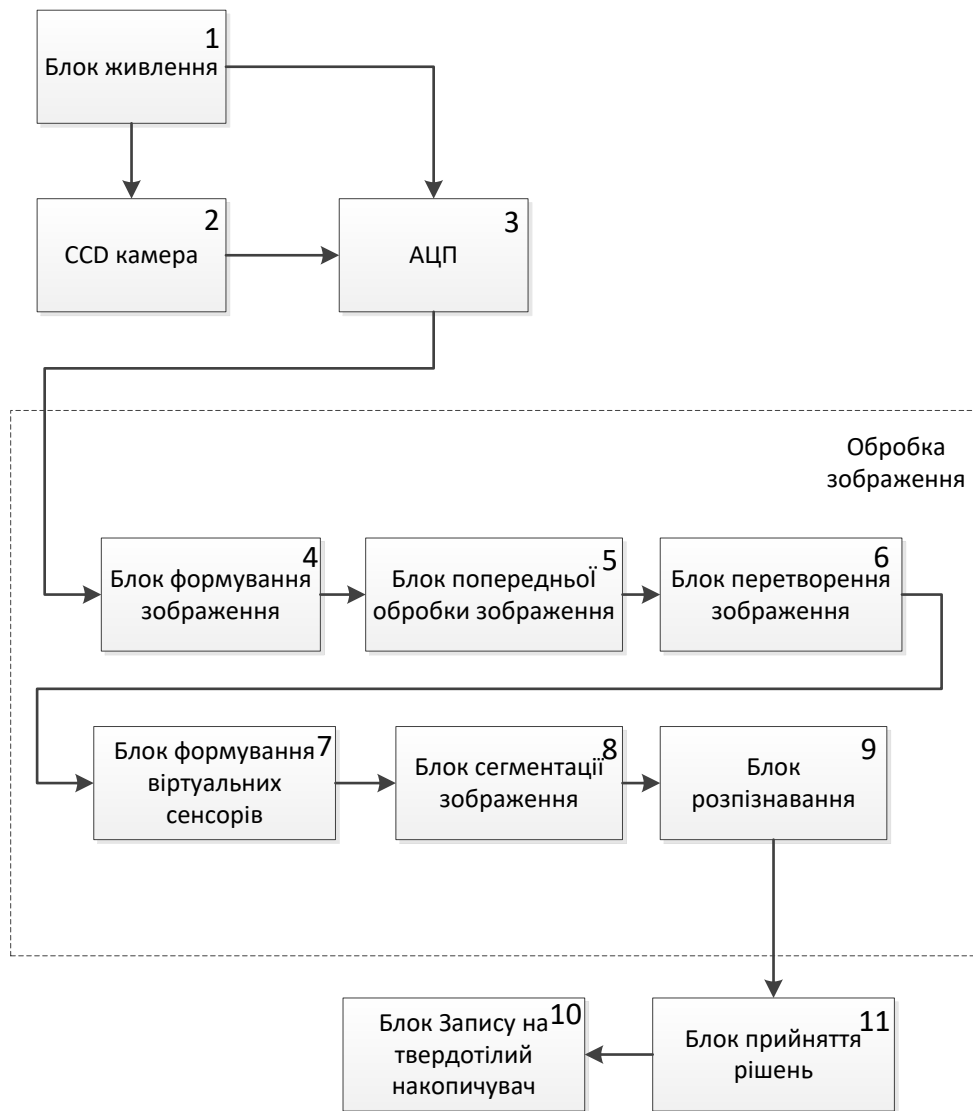 1
Блок живлення
2
CCD камера
3
АЦП
Обробка
зображення
4
Блок формування
зображення
5
Блок попередньої
обробки зображення
6
Блок перетворення
зображення
7
Блок формування
віртуальних
сенсорів
8
Блок сегментації
зображення
9
Блок
розпізнавання
10
Блок Запису на
твердотілий
накопичувач
11
Блок прийняття
рішень